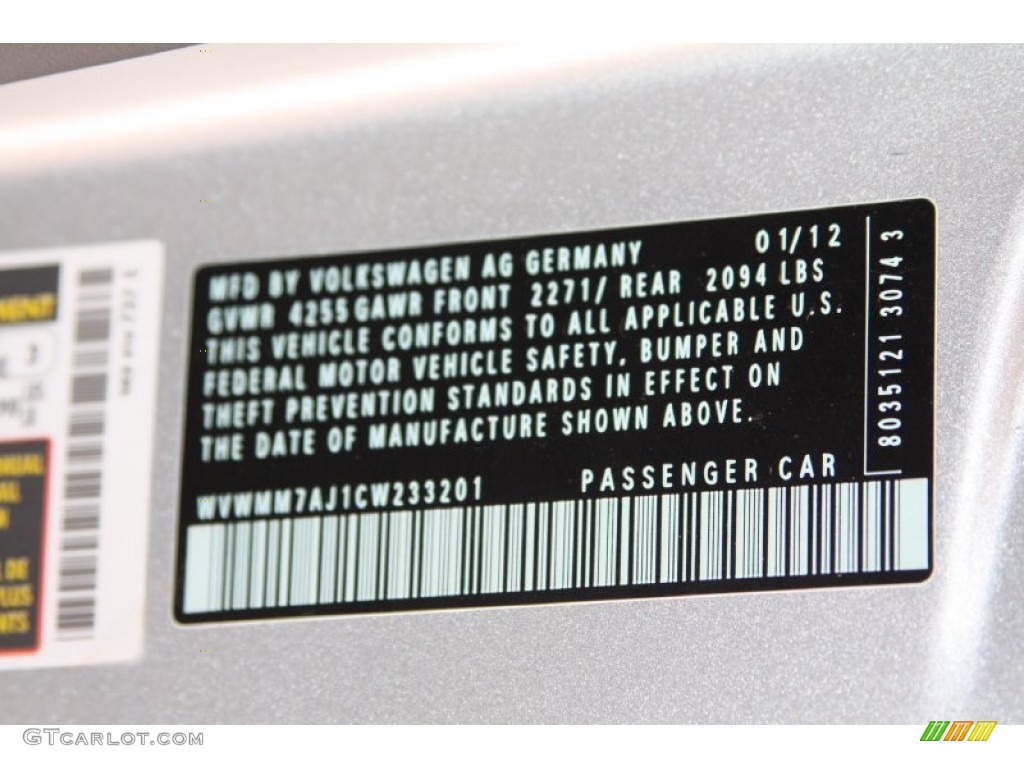 MFD BY VOLKSWAGEN AG GERMANY 01/12
GVWR 4255 GAWR FRONT 2271/ REAR 2094 LBS
THIS VEHICLE CONFORMS TO ALL APPLICABLE U.S.
FEDERAL MOTOR VEHICLE SAFETY, BUMPER AND
THEFT PREVENTION STANDARDS IN EFFECT ON
THE DATE OF MANUFACTURE SHOWN ABOVE.
WVWMM7AJ1CW233201 PASSENGER CAR
8035121 3074 3
DE
GTCARLOT.COM